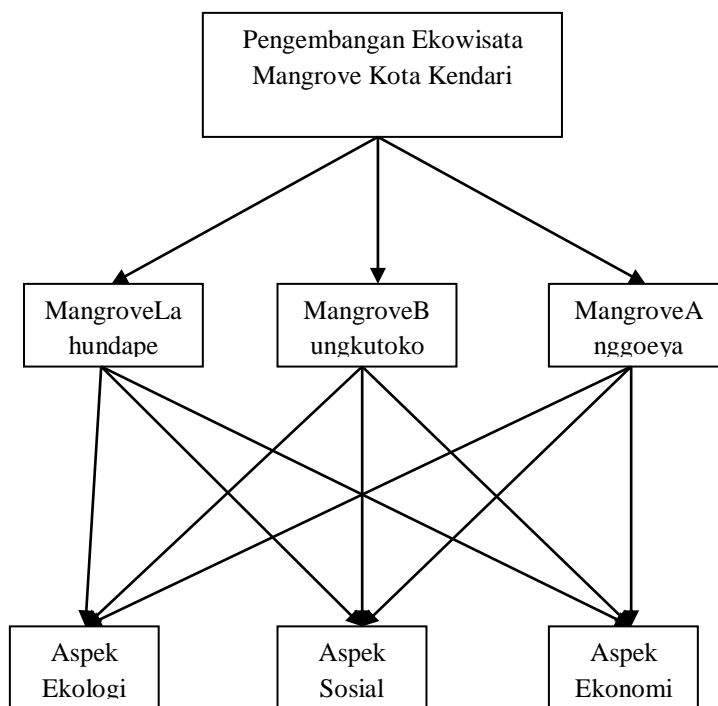 Pengembangan Ekowisata
Mangrove Kota Kendari
MangroveLa
hundape
MangroveB
ungkutoko
MangroveA
nggoeya
Aspek
Ekologi
Aspek
Sosial
Aspek
Ekonomi